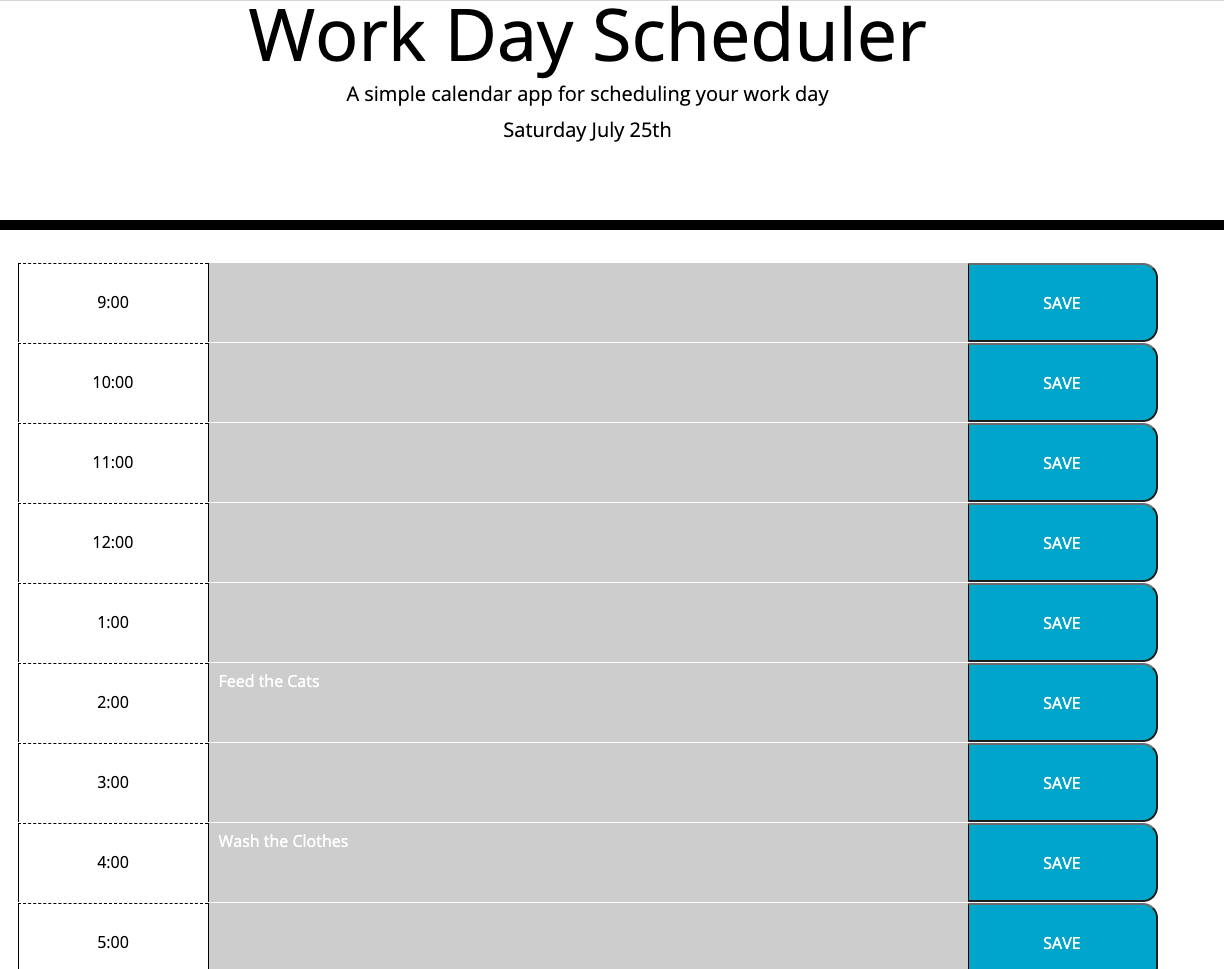 Work Day Scheduler
A simple calendar app for scheduling your work day
Saturday July 25th
9:00 SAVE
10:00 SAVE
11:00 SAVE
12:00 SAVE
1:00 SAVE
2:00 Feed the Cats SAVE
3:00 SAVE
4:00 Wash the Clothes SAVE
5:00 SAVE